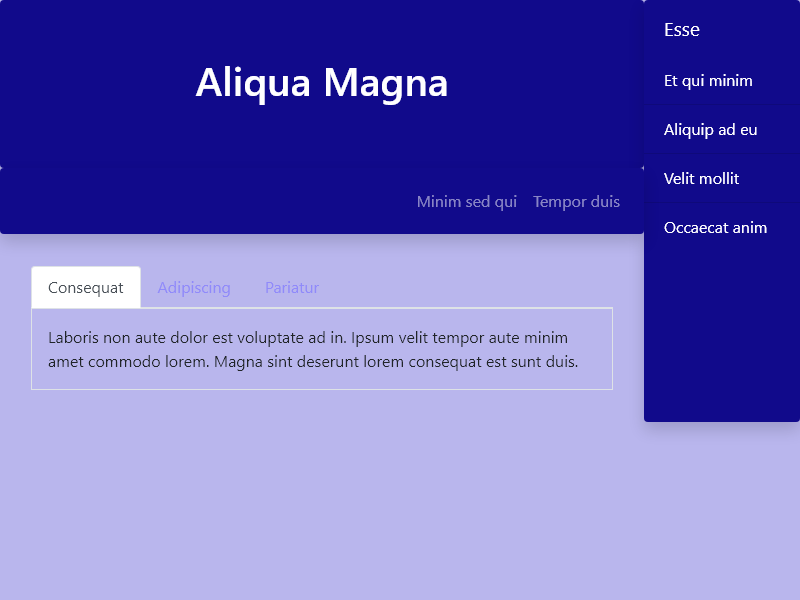 Aliqua Magna
Minim sed qui
Tempor duis
Esse
Et qui minim
Aliquip ad eu
Velit mollit
Occaecat anim
Consequat
Adipiscing
Pariatur
Laboris non aute dolor est voluptate ad in. Ipsum velit tempor aute minim
amet commodo lorem. Magna sint deserunt lorem consequat est sunt duis.